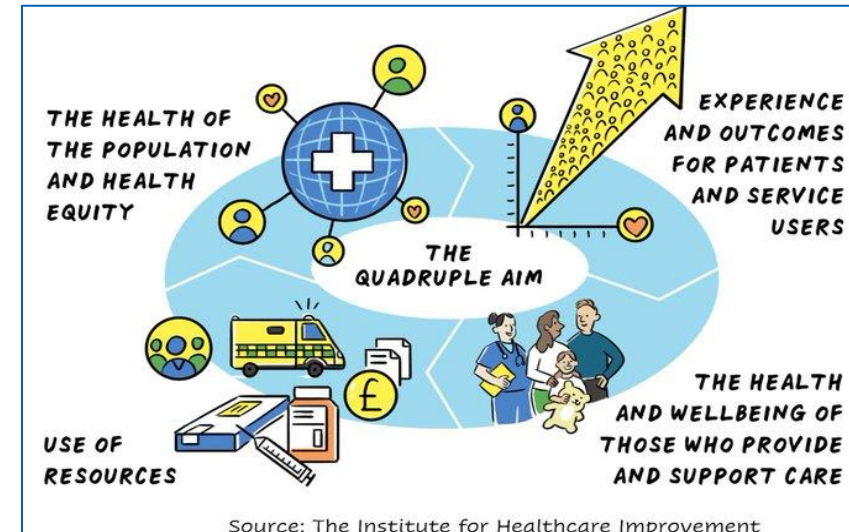 THE HEALTH OF
THE POPULATION
AND HEALTH
EQUITY
EXPERIENCE
AND OUTCOMES
FOR PATIENTS
AND SERVICE
USERS
THE
QUADRUPLE AIM
£
USE OF
RESOURCES
THE HEALTH
AND WELLBEING OF
THOSE WHO PROVIDE
AND SUPPORT CARE
Source: The Institute for Healthcare Improvement